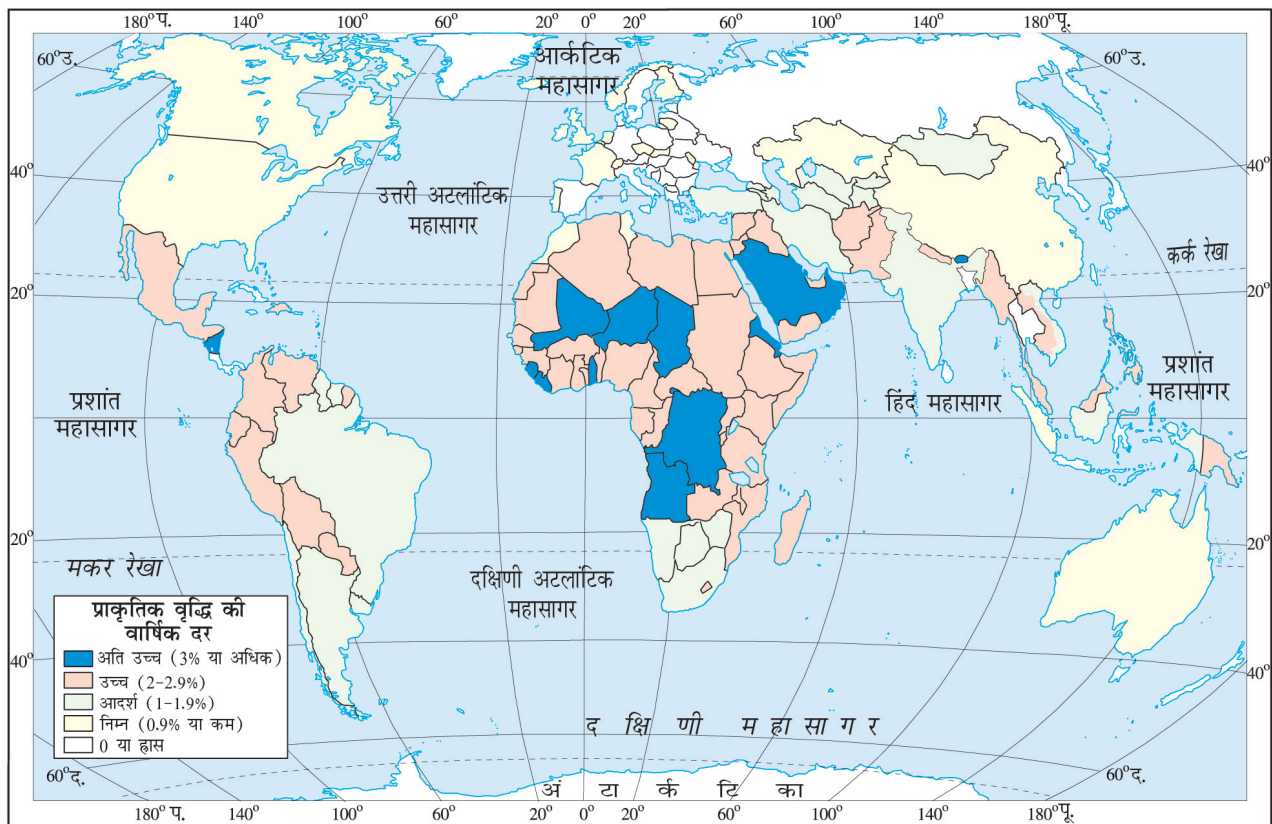 180° प. 140° 100° 60° 20° 0° 20° 60° 100° 140° 180° पू.
60° उ.
60° उ.
आर्कटिक
महासागर
40°
40°
उत्तरी अटलांटिक
महासागर
कर्क रेखा
20°
20°
प्रशांत
महासागर
हिंद महासागर
प्रशांत
महासागर
20°
20°
मकर रेखा
दक्षिणी अटलांटिक
महासागर
प्राकृतिक वृद्धि की
वार्षिक दर
अति उच्च (3% या अधिक)
उच्च (2-2.9%)
आदर्श (1-1.9%)
निम्न (0.9% या कम)
0 या ह्रास
40°
40°
द क्षि णी म हा सा ग र
60° द.
60° द.
अं टा र्क टि का
180° प. 140° 100° 60° 20° 0° 20° 60° 100° 140° 180° पू.